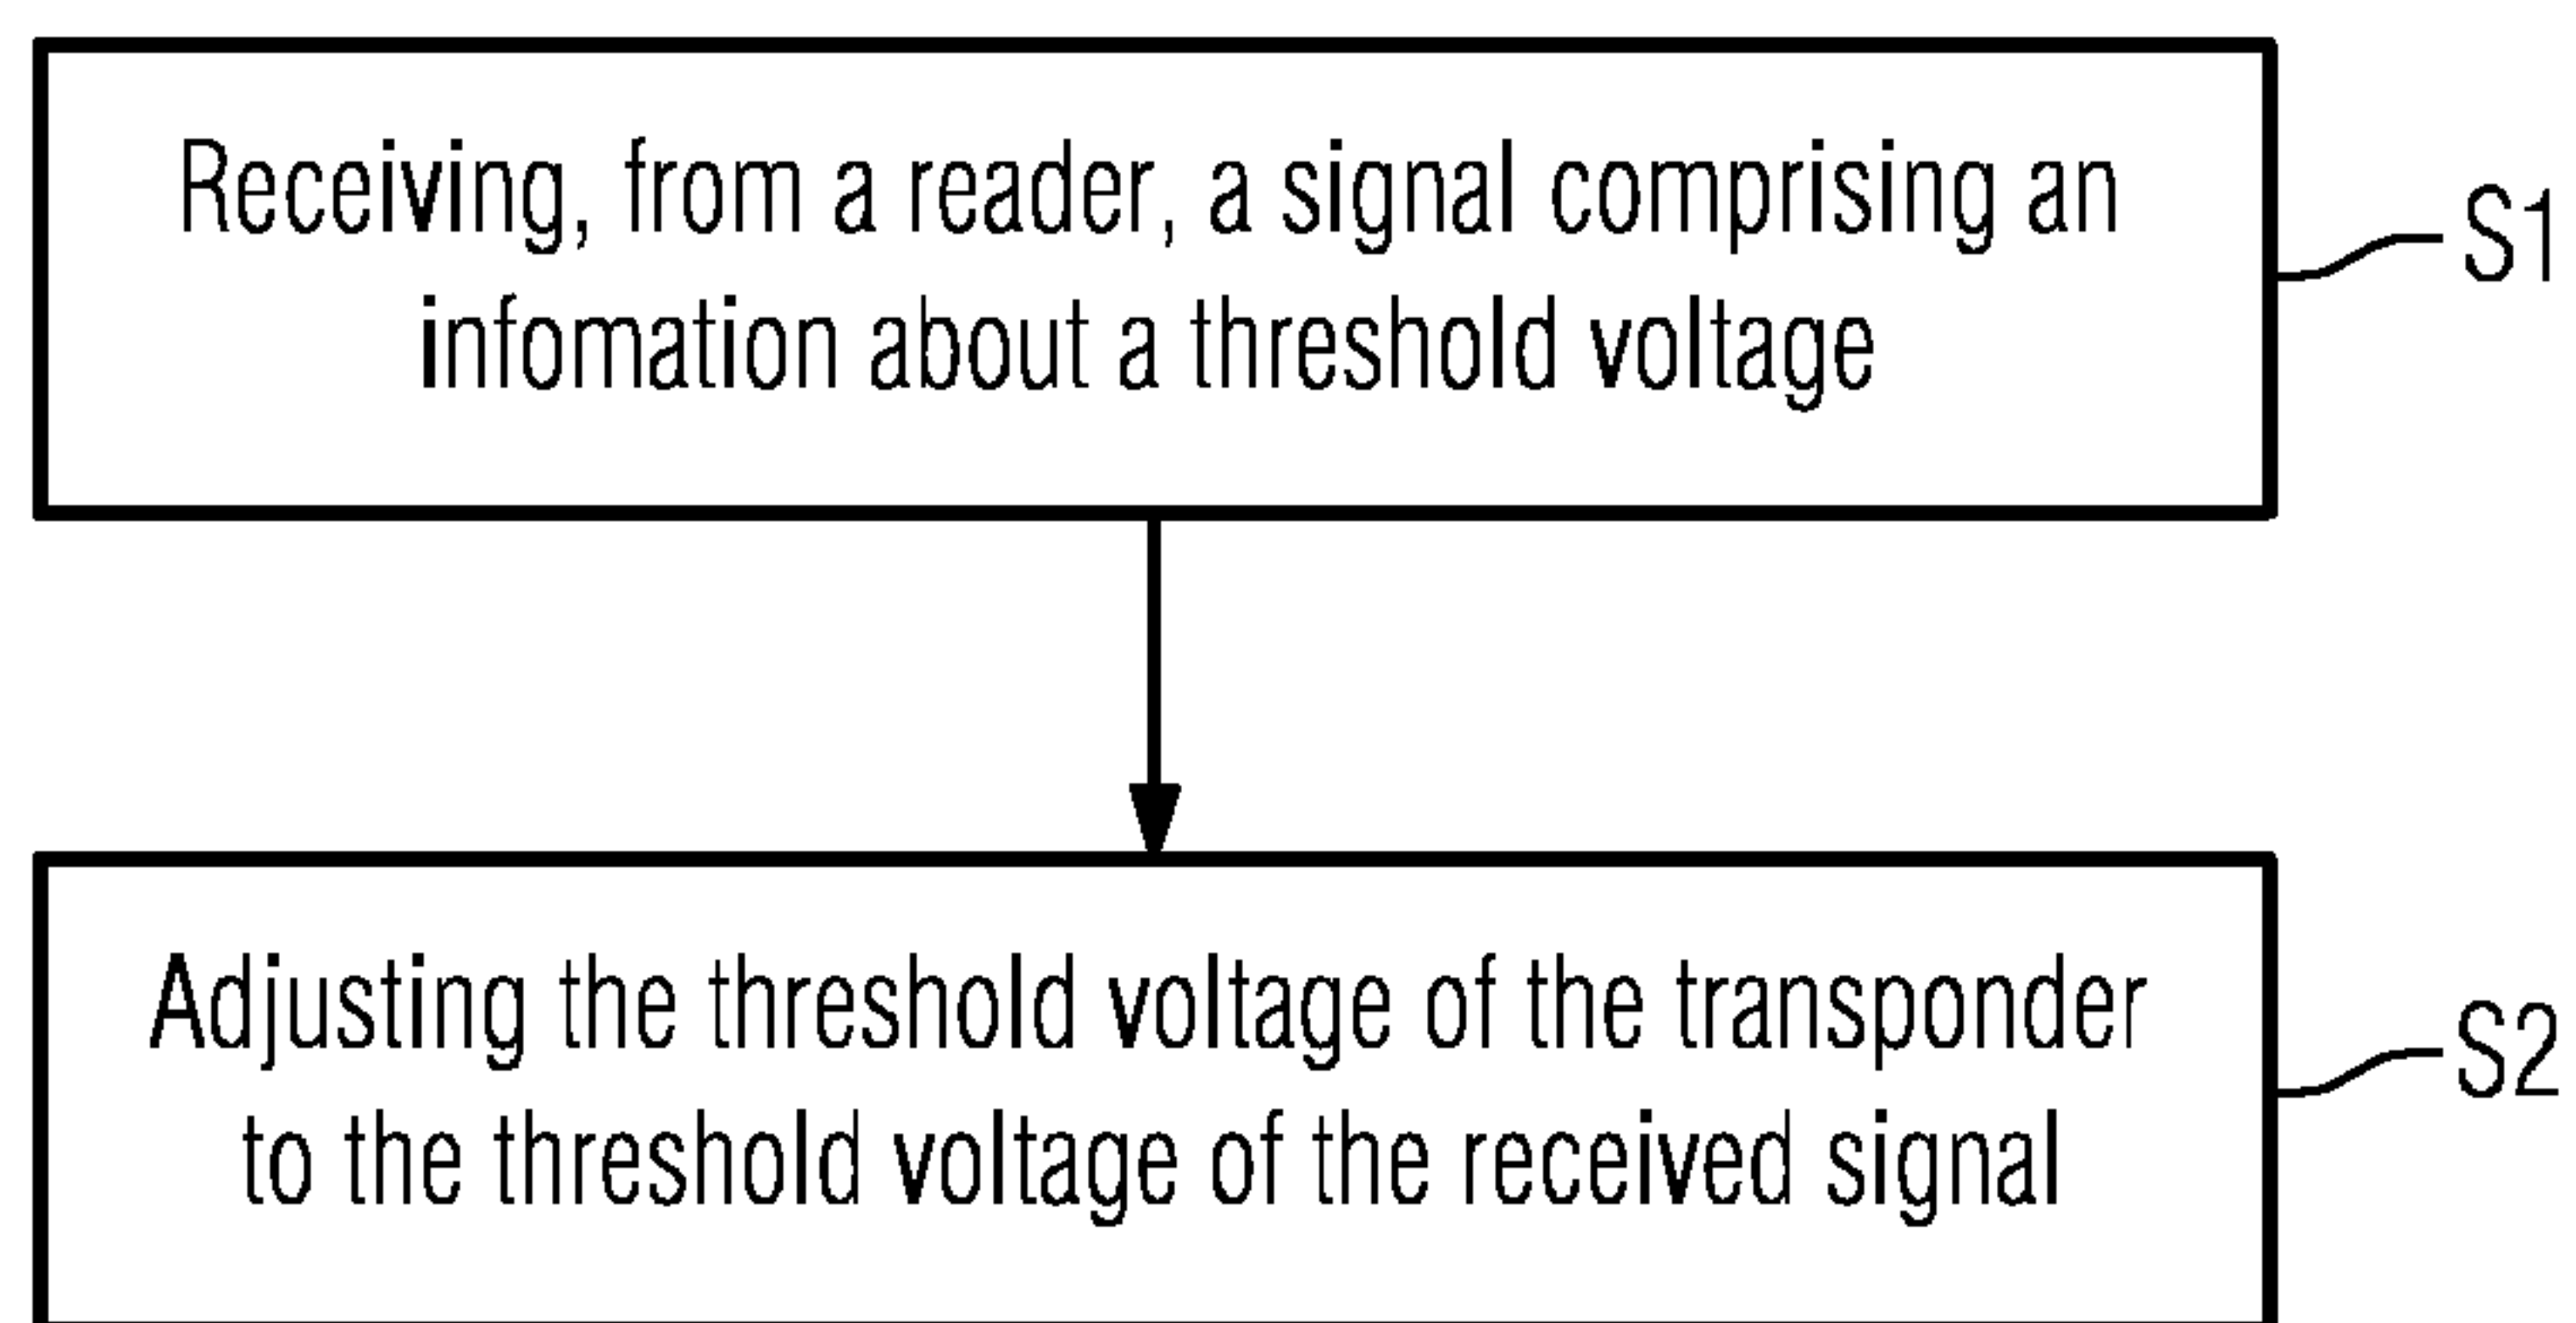 Receiving, from a reader, a signal comprising an
infomation about a threshold voltage
S1
Adjusting the threshold voltage of the transponder
to the threshold voltage of the received signal
S2